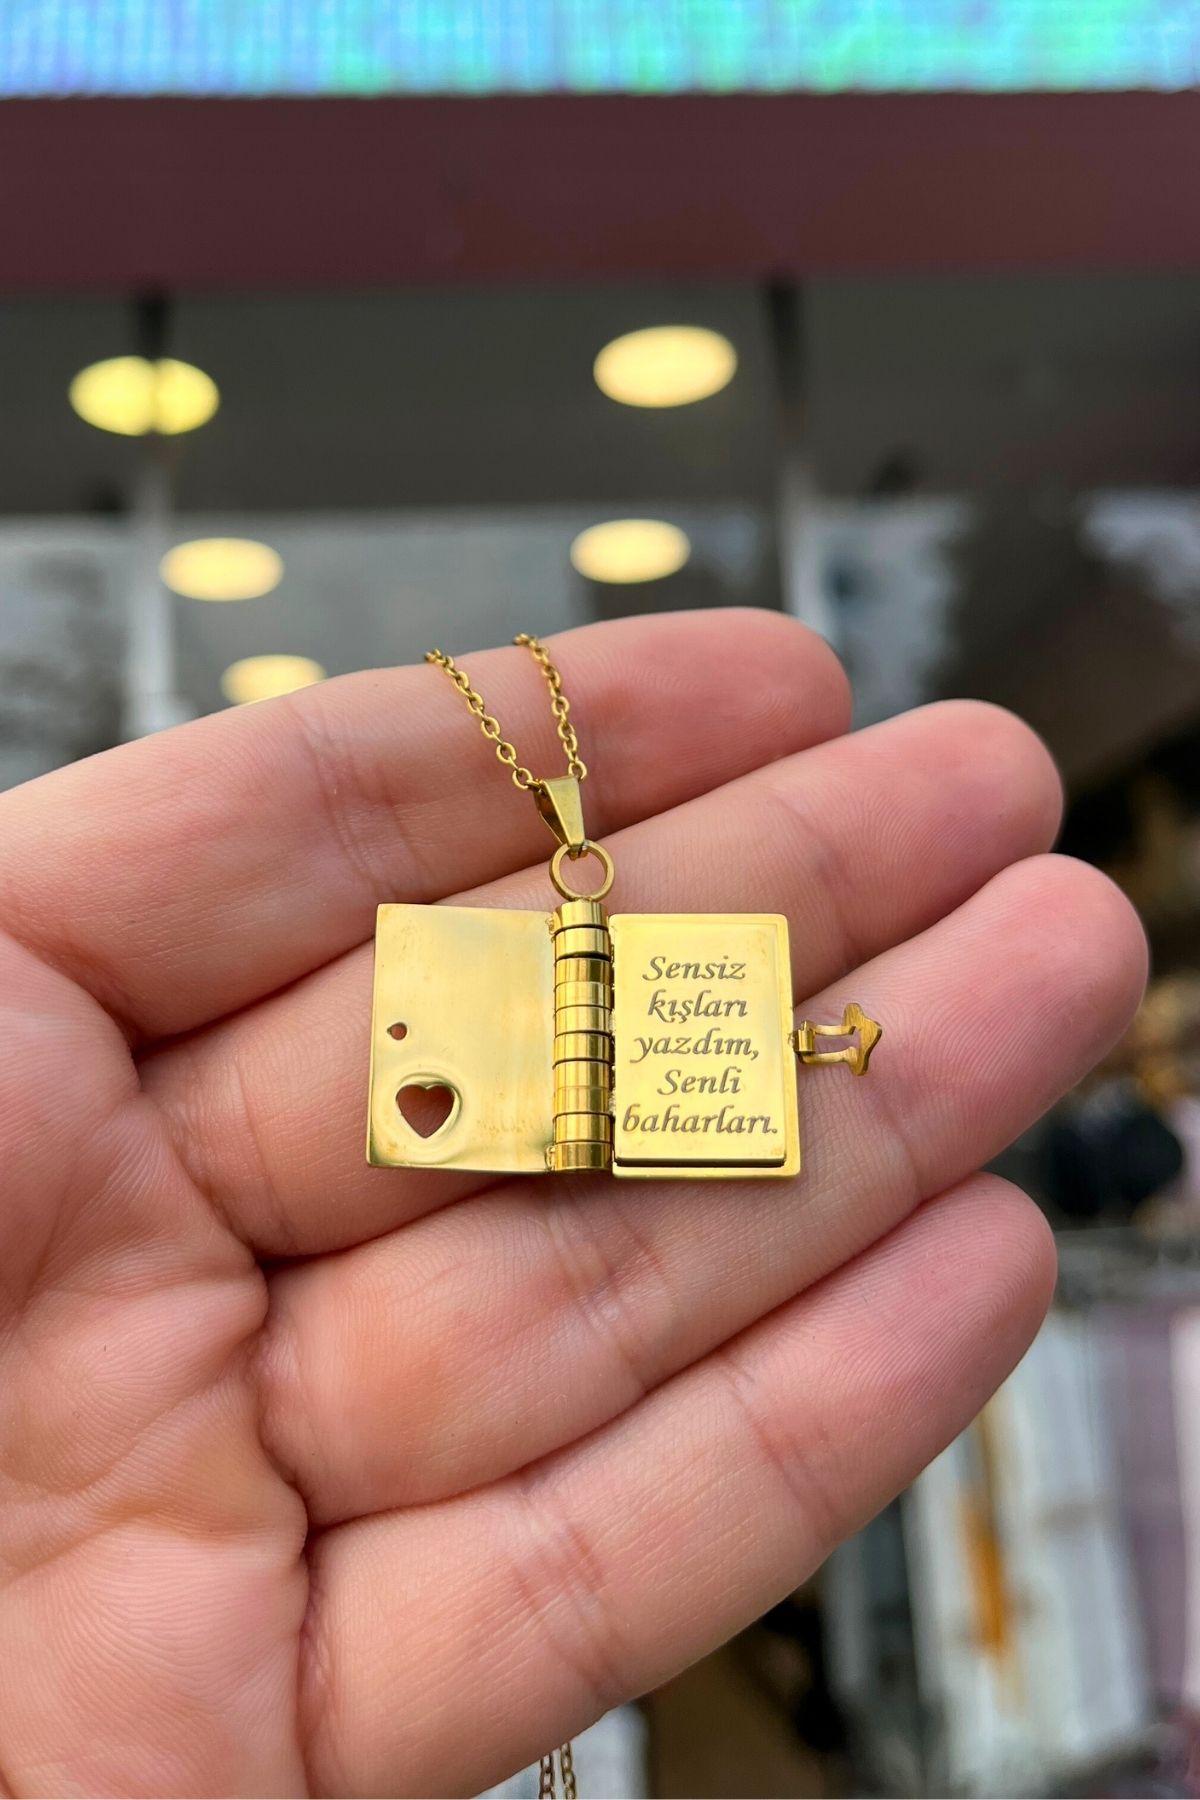 Sensiz
kışları
yazdım,
Senli
baharları.